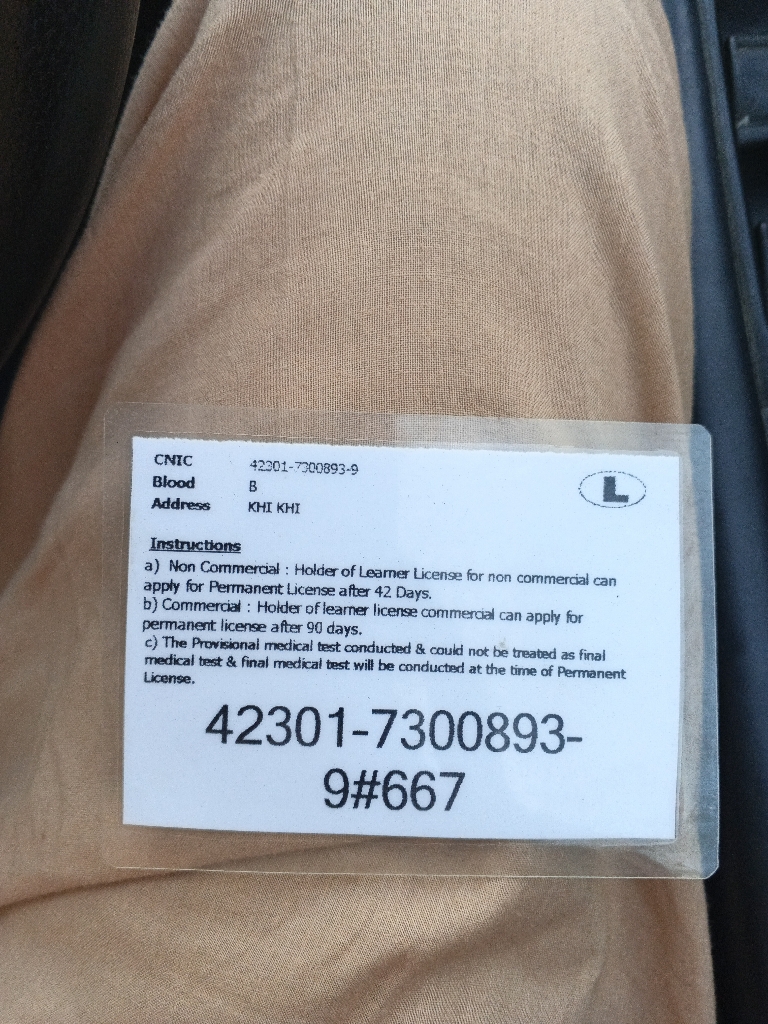 CNIC 42301-7300893-9
Blood B
Address KHI KHI
L
Instructions
a) Non Commercial : Holder of Learner License for non commercial can
apply for Permanent License after 42 Days.
b) Commercial : Holder of learner license commercial can apply for
permanent license after 90 days.
c) The Provisional medical test conducted & could not be treated as final
medical test & final medical test will be conducted at the time of Permanent
License.
42301-7300893-
9#667